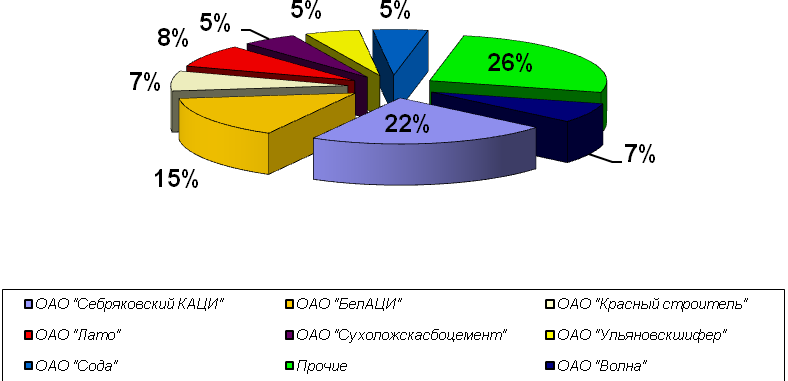 5% 5% 5%
8% 26%
7%
22%
7%
15%
ОАО "Себряковский КАЦИ" ОАО "БелАЦИ" ОАО "Красный строитель"
ОАО "Лато" ОАО "Сухоложскасбоцемент" ОАО "Ульяновскшифер"
ОАО "Сода" Прочие ОАО "Волна"